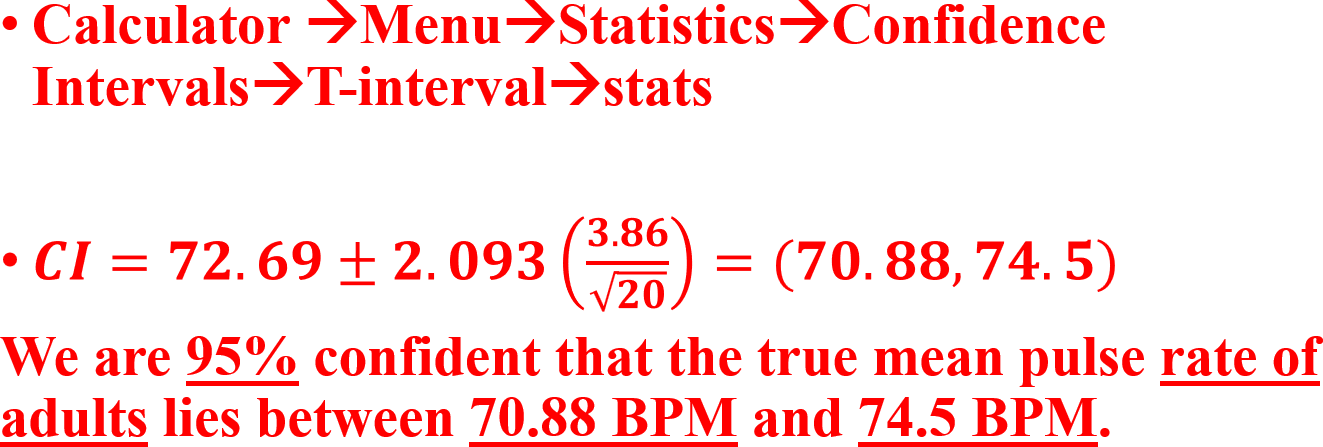 • Calculator →Menu→Statistics→Confidence
Intervals→T-interval→stats
• CI = 72.69 ± 2.093 (3.86/√20) = (70.88, 74.5)
We are 95% confident that the true mean pulse rate of
adults lies between 70.88 BPM and 74.5 BPM.